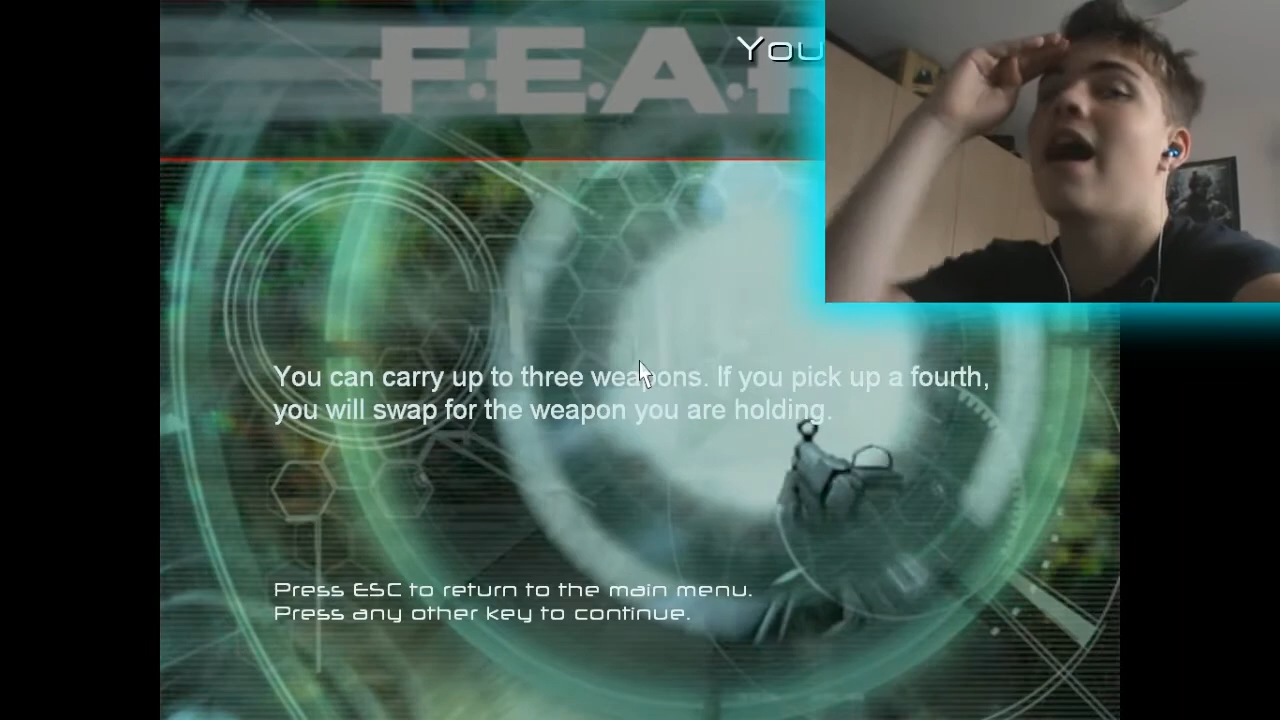 F.E.A.R
You
You can carry up to three weapons. If you pick up a fourth,
you will swap for the weapon you are holding.
Press ESC to return to the main menu.
Press any other key to continue.